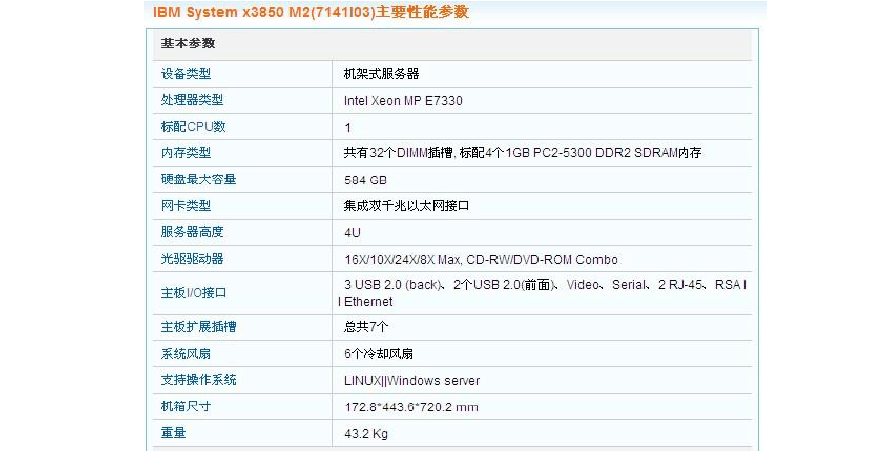 IBM System x3850 M2(7141I03)主要性能参数
基本参数
设备类型 机架式服务器
处理器类型 Intel Xeon MP E7330
标配CPU数 1
内存类型 共有32个DIMM插槽, 标配4个1GB PC2-5300 DDR2 SDRAM内存
硬盘最大容量 584 GB
网卡类型 集成双千兆以太网接口
服务器高度 4U
光驱驱动器 16X/10X/24X/8X Max, CD-RW/DVD-ROM Combo
主板I/O接口 3 USB 2.0 (back)、2个USB 2.0(前面)、Video、Serial、2 RJ-45、RSA I
I Ethernet
主板扩展插槽 总共7个
系统风扇 6个冷却风扇
支持操作系统 LINUX||Windows server
机箱尺寸 172.8*443.6*720.2 mm
重量 43.2 Kg